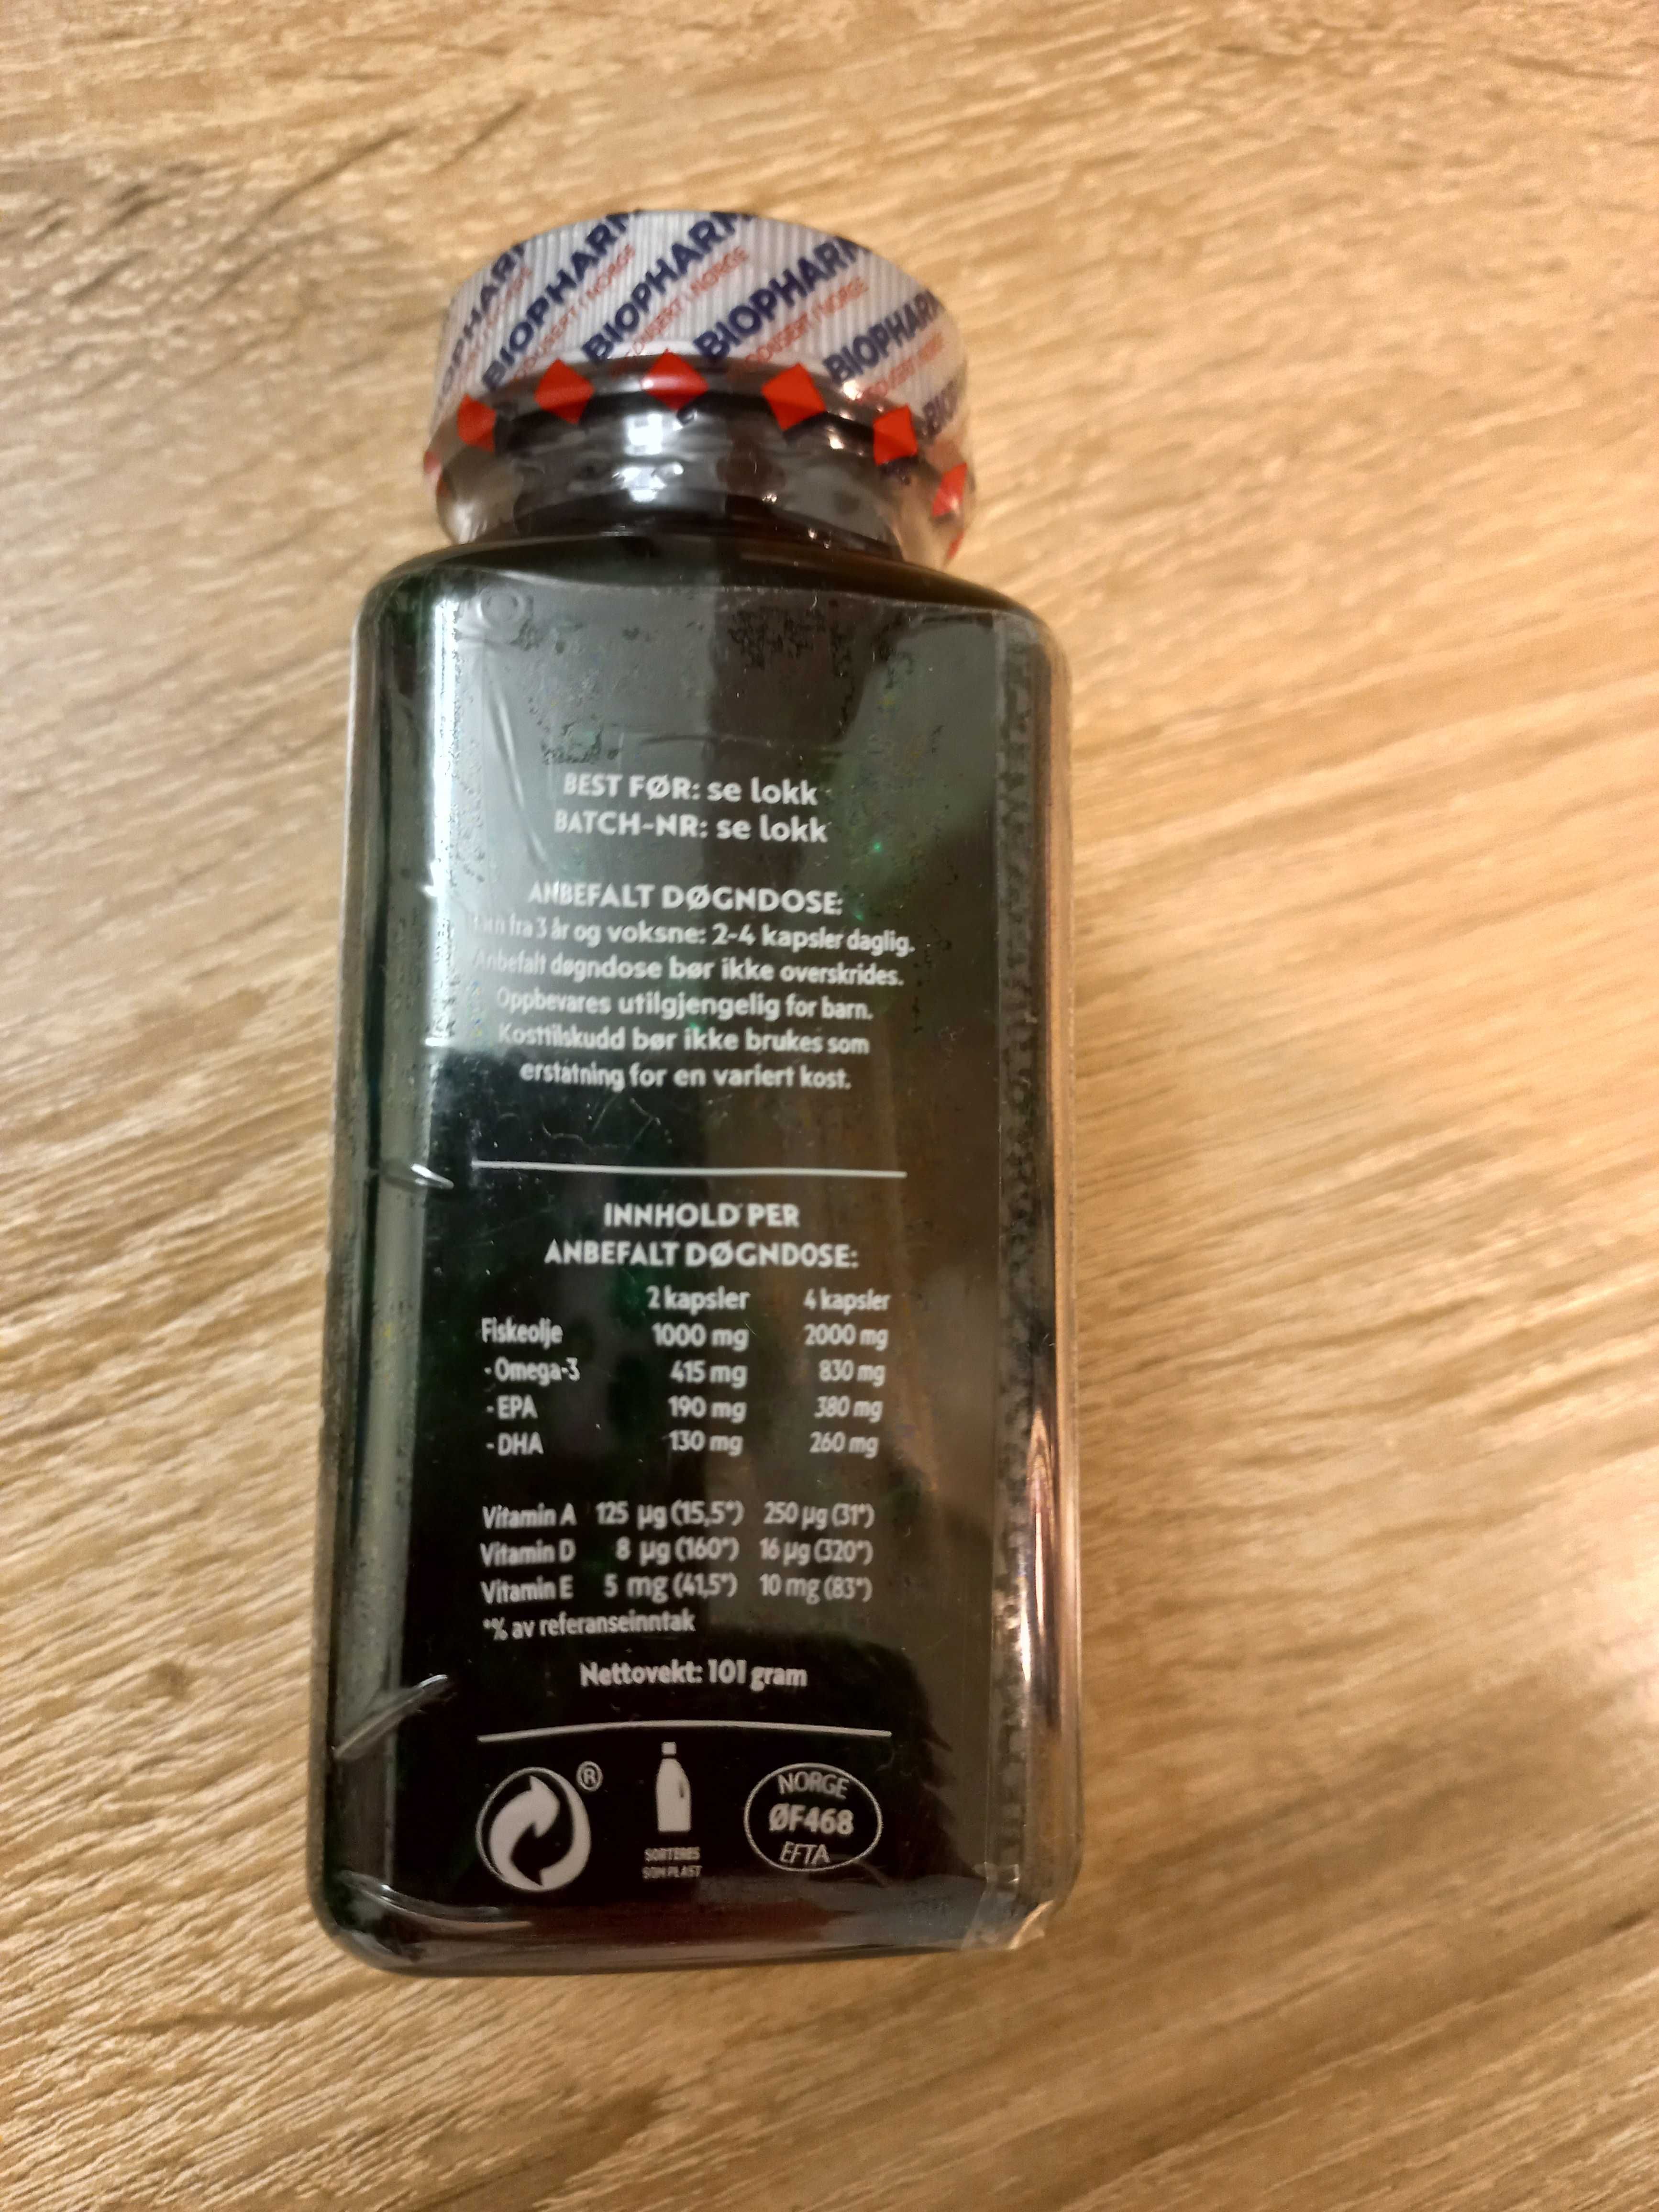 BIOPHARM
BIOPHARM
BIOPHARM
BIOPHARM
BEST FØR: se lokk
BATCH-NR: se lokk
ANBEFALT DØGNDOSE:
fra 3 år og voksne: 2-4 kapsler daglig.
Anbefalt døgndose bør ikke overskrides.
Oppbevares utilgjengelig for barn.
Kosttilskudd bør ikke brukes som
erstatning for en variert kost.
INNHOLD PER
ANBEFALT DØGNDOSE:
2 kapsler 4 kapsler
Fiskeolje 1000 mg 2000 mg
- Omega-3 415 mg 830 mg
- EPA 190 mg 380 mg
- DHA 130 mg 260 mg
Vitamin A 125 µg (15,5*) 250 µg (31*)
Vitamin D 8 µg (160*) 16 µg (320*)
Vitamin E 5 mg (41,5*) 10 mg (83*)
*% av referanseinntak
Nettovekt: 101 gram
®
SORTERES
SOM PLAST
NORGE
ØF468
EFTA